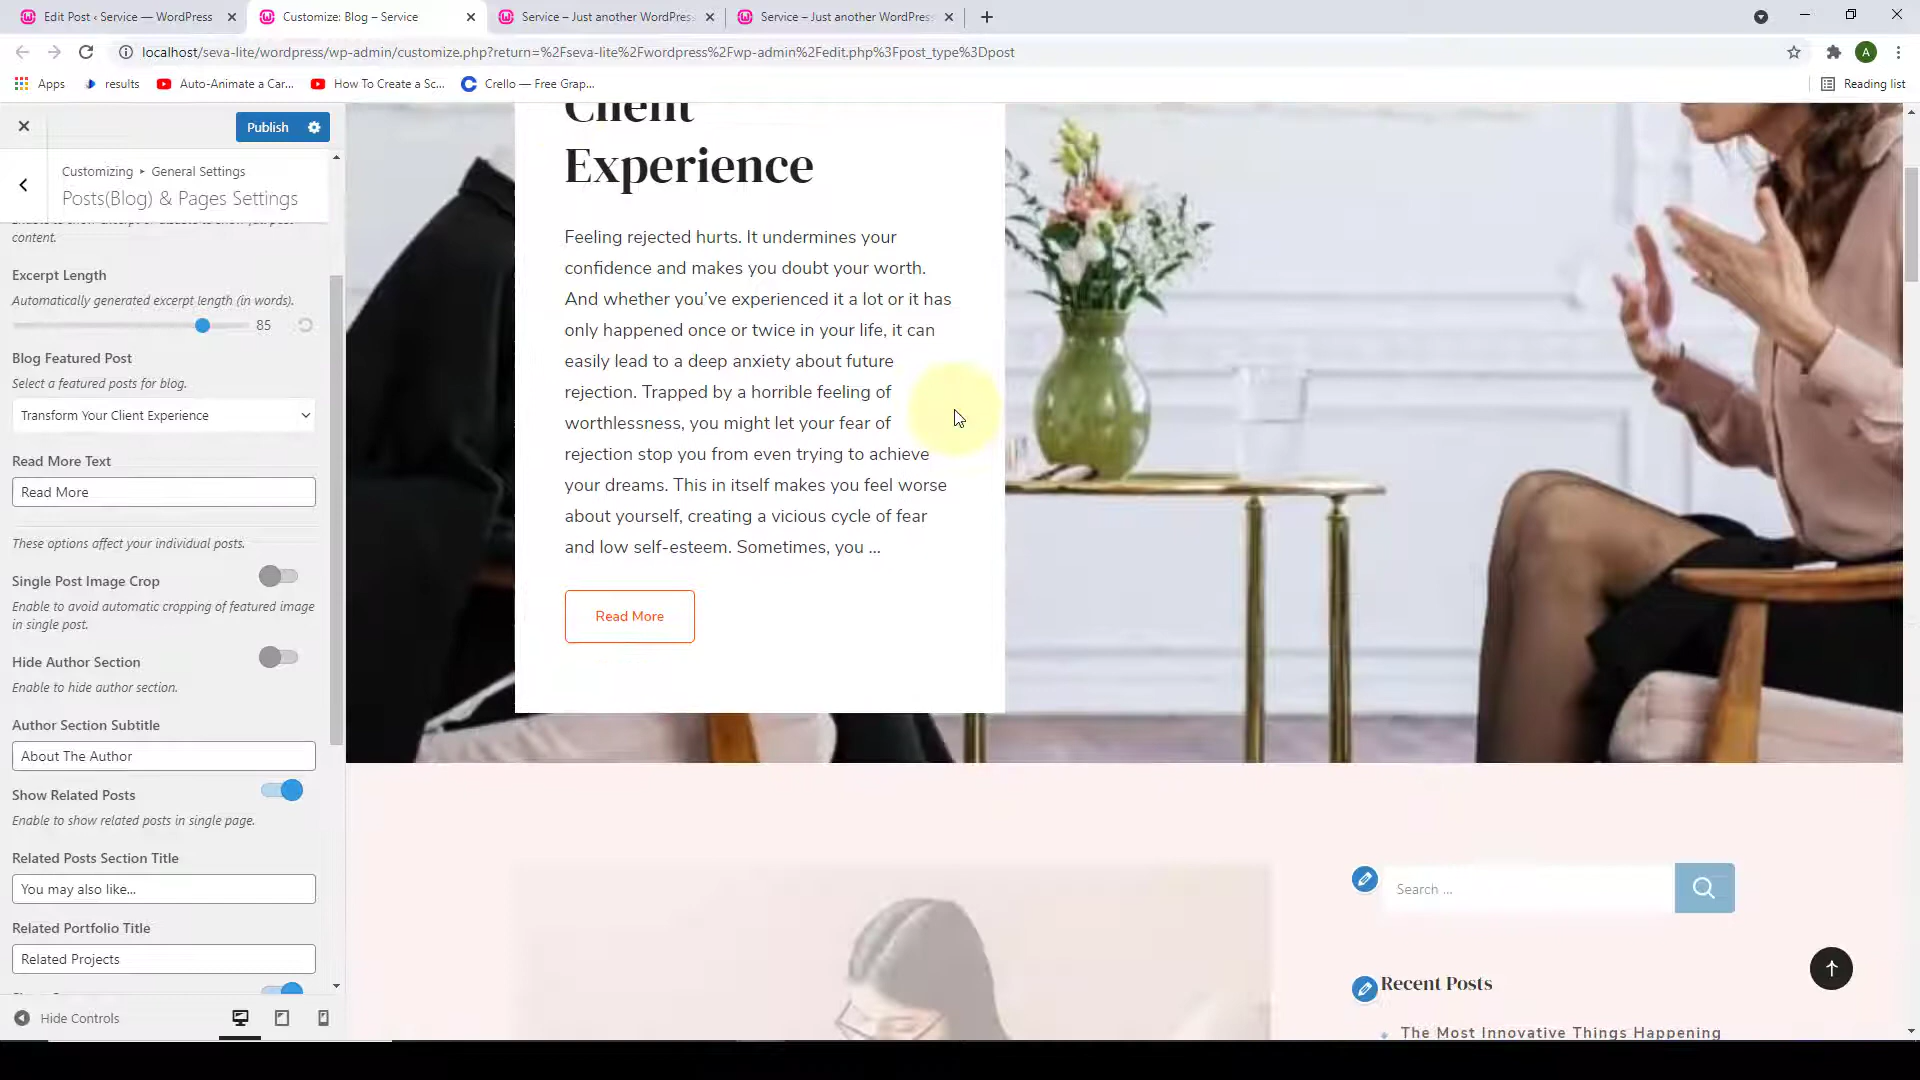 Edit Post ‹ Service — WordPress
Customize: Blog – Service
Service – Just another WordPress
Service – Just another WordPress
localhost/seva-lite/wordpress/wp-admin/customize.php?return=%2Fseva-lite%2Fwordpress%2Fwp-admin%2Fedit.php%3Fpost_type%3Dpost
A
Apps
results
Auto-Animate a Car...
How To Create a Sc...
Crello — Free Grap...
Reading list
Publish
Customizing ▸ General Settings
Posts(Blog) & Pages Settings
content.
Excerpt Length
Automatically generated excerpt length (in words).
85
Blog Featured Post
Select a featured posts for blog.
Transform Your Client Experience
Read More Text
Read More
These options affect your individual posts.
Single Post Image Crop
Enable to avoid automatic cropping of featured image
in single post.
Hide Author Section
Enable to hide author section.
Author Section Subtitle
About The Author
Show Related Posts
Enable to show related posts in single page.
Related Posts Section Title
You may also like...
Related Portfolio Title
Related Projects
Hide Controls
Client
Experience
Feeling rejected hurts. It undermines your
confidence and makes you doubt your worth.
And whether you’ve experienced it a lot or it has
only happened once or twice in your life, it can
easily lead to a deep anxiety about future
rejection. Trapped by a horrible feeling of
worthlessness, you might let your fear of
rejection stop you from even trying to achieve
your dreams. This in itself makes you feel worse
about yourself, creating a vicious cycle of fear
and low self-esteem. Sometimes, you ...
Read More
Search ...
Recent Posts
The Most Innovative Things Happening